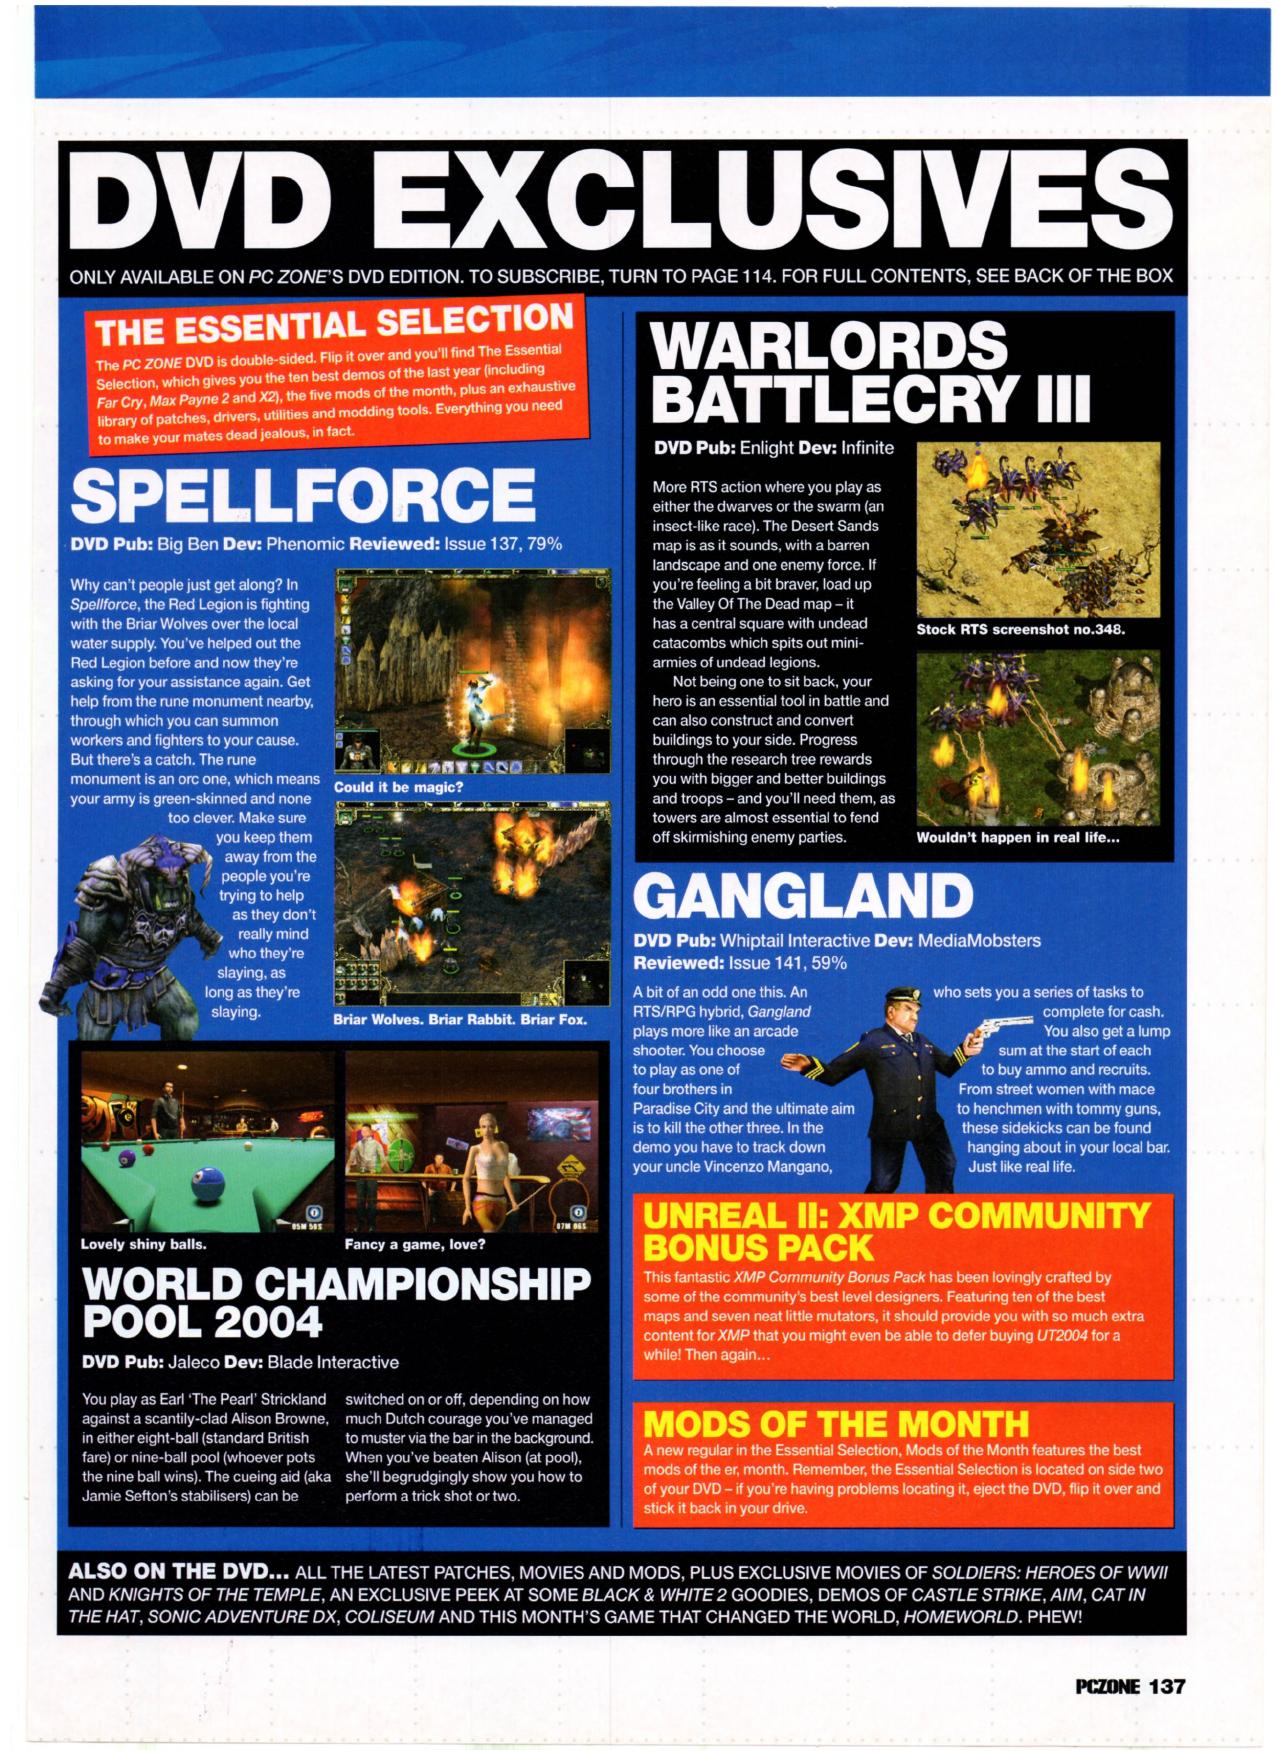 DVD EXCLUSIVES
ONLY AVAILABLE ON PC ZONE'S DVD EDITION. TO SUBSCRIBE, TURN TO PAGE 114. FOR FULL CONTENTS, SEE BACK OF THE BOX
THE ESSENTIAL SELECTION
The PC ZONE DVD is double-sided. Flip it over and you'll find The Essential
Selection, which gives you the ten best demos of the last year (including
Far Cry, Max Payne 2 and X2), the five mods of the month, plus an exhaustive
library of patches, drivers, utilities and modding tools. Everything you need
to make your mates dead jealous, in fact.
SPELLFORCE
DVD Pub: Big Ben Dev: Phenomic Reviewed: Issue 137, 79%
Why can't people just get along? In
Spellforce, the Red Legion is fighting
with the Briar Wolves over the local
water supply. You've helped out the
Red Legion before and now they're
asking for your assistance again. Get
help from the rune monument nearby,
through which you can summon
workers and fighters to your cause.
But there's a catch. The rune
monument is an orc one, which means
your army is green-skinned and none
too clever. Make sure
you keep them
away from the
people you're
trying to help
as they don't
really mind
who they're
slaying, as
long as they're
slaying.
Could it be magic?
Briar Wolves. Briar Rabbit. Briar Fox.
05M 50S
07M 06S
Lovely shiny balls.
Fancy a game, love?
WORLD CHAMPIONSHIP
POOL 2004
DVD Pub: Jaleco Dev: Blade Interactive
You play as Earl 'The Pearl' Strickland
against a scantily-clad Alison Browne,
in either eight-ball (standard British
fare) or nine-ball pool (whoever pots
the nine ball wins). The cueing aid (aka
Jamie Sefton's stabilisers) can be
switched on or off, depending on how
much Dutch courage you've managed
to muster via the bar in the background.
When you've beaten Alison (at pool),
she'll begrudgingly show you how to
perform a trick shot or two.
WARLORDS
BATTLECRY III
DVD Pub: Enlight Dev: Infinite
More RTS action where you play as
either the dwarves or the swarm (an
insect-like race). The Desert Sands
map is as it sounds, with a barren
landscape and one enemy force. If
you're feeling a bit braver, load up
the Valley Of The Dead map – it
has a central square with undead
catacombs which spits out mini-
armies of undead legions.
Not being one to sit back, your
hero is an essential tool in battle and
can also construct and convert
buildings to your side. Progress
through the research tree rewards
you with bigger and better buildings
and troops – and you'll need them, as
towers are almost essential to fend
off skirmishing enemy parties.
Stock RTS screenshot no.348.
Wouldn't happen in real life...
GANGLAND
DVD Pub: Whiptail Interactive Dev: MediaMobsters
Reviewed: Issue 141, 59%
A bit of an odd one this. An
RTS/RPG hybrid, Gangland
plays more like an arcade
shooter. You choose
to play as one of
four brothers in
Paradise City and the ultimate aim
is to kill the other three. In the
demo you have to track down
your uncle Vincenzo Mangano,
who sets you a series of tasks to
complete for cash.
You also get a lump
sum at the start of each
to buy ammo and recruits.
From street women with mace
to henchmen with tommy guns,
these sidekicks can be found
hanging about in your local bar.
Just like real life.
UNREAL II: XMP COMMUNITY
BONUS PACK
This fantastic XMP Community Bonus Pack has been lovingly crafted by
some of the community's best level designers. Featuring ten of the best
maps and seven neat little mutators, it should provide you with so much extra
content for XMP that you might even be able to defer buying UT2004 for a
while! Then again...
MODS OF THE MONTH
A new regular in the Essential Selection, Mods of the Month features the best
mods of the er, month. Remember, the Essential Selection is located on side two
of your DVD – if you're having problems locating it, eject the DVD, flip it over and
stick it back in your drive.
ALSO ON THE DVD... ALL THE LATEST PATCHES, MOVIES AND MODS, PLUS EXCLUSIVE MOVIES OF SOLDIERS: HEROES OF WWII
AND KNIGHTS OF THE TEMPLE, AN EXCLUSIVE PEEK AT SOME BLACK & WHITE 2 GOODIES, DEMOS OF CASTLE STRIKE, AIM, CAT IN
THE HAT, SONIC ADVENTURE DX, COLISEUM AND THIS MONTH'S GAME THAT CHANGED THE WORLD, HOMEWORLD. PHEW!
PCZONE 137